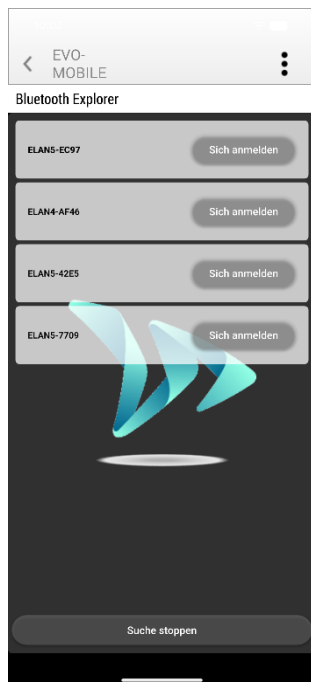 EVO-
MOBILE
Bluetooth Explorer
ELAN5-EC97 Sich anmelden
ELAN4-AF46 Sich anmelden
ELAN5-42E5 Sich anmelden
ELAN5-7709 Sich anmelden
Suche stoppen